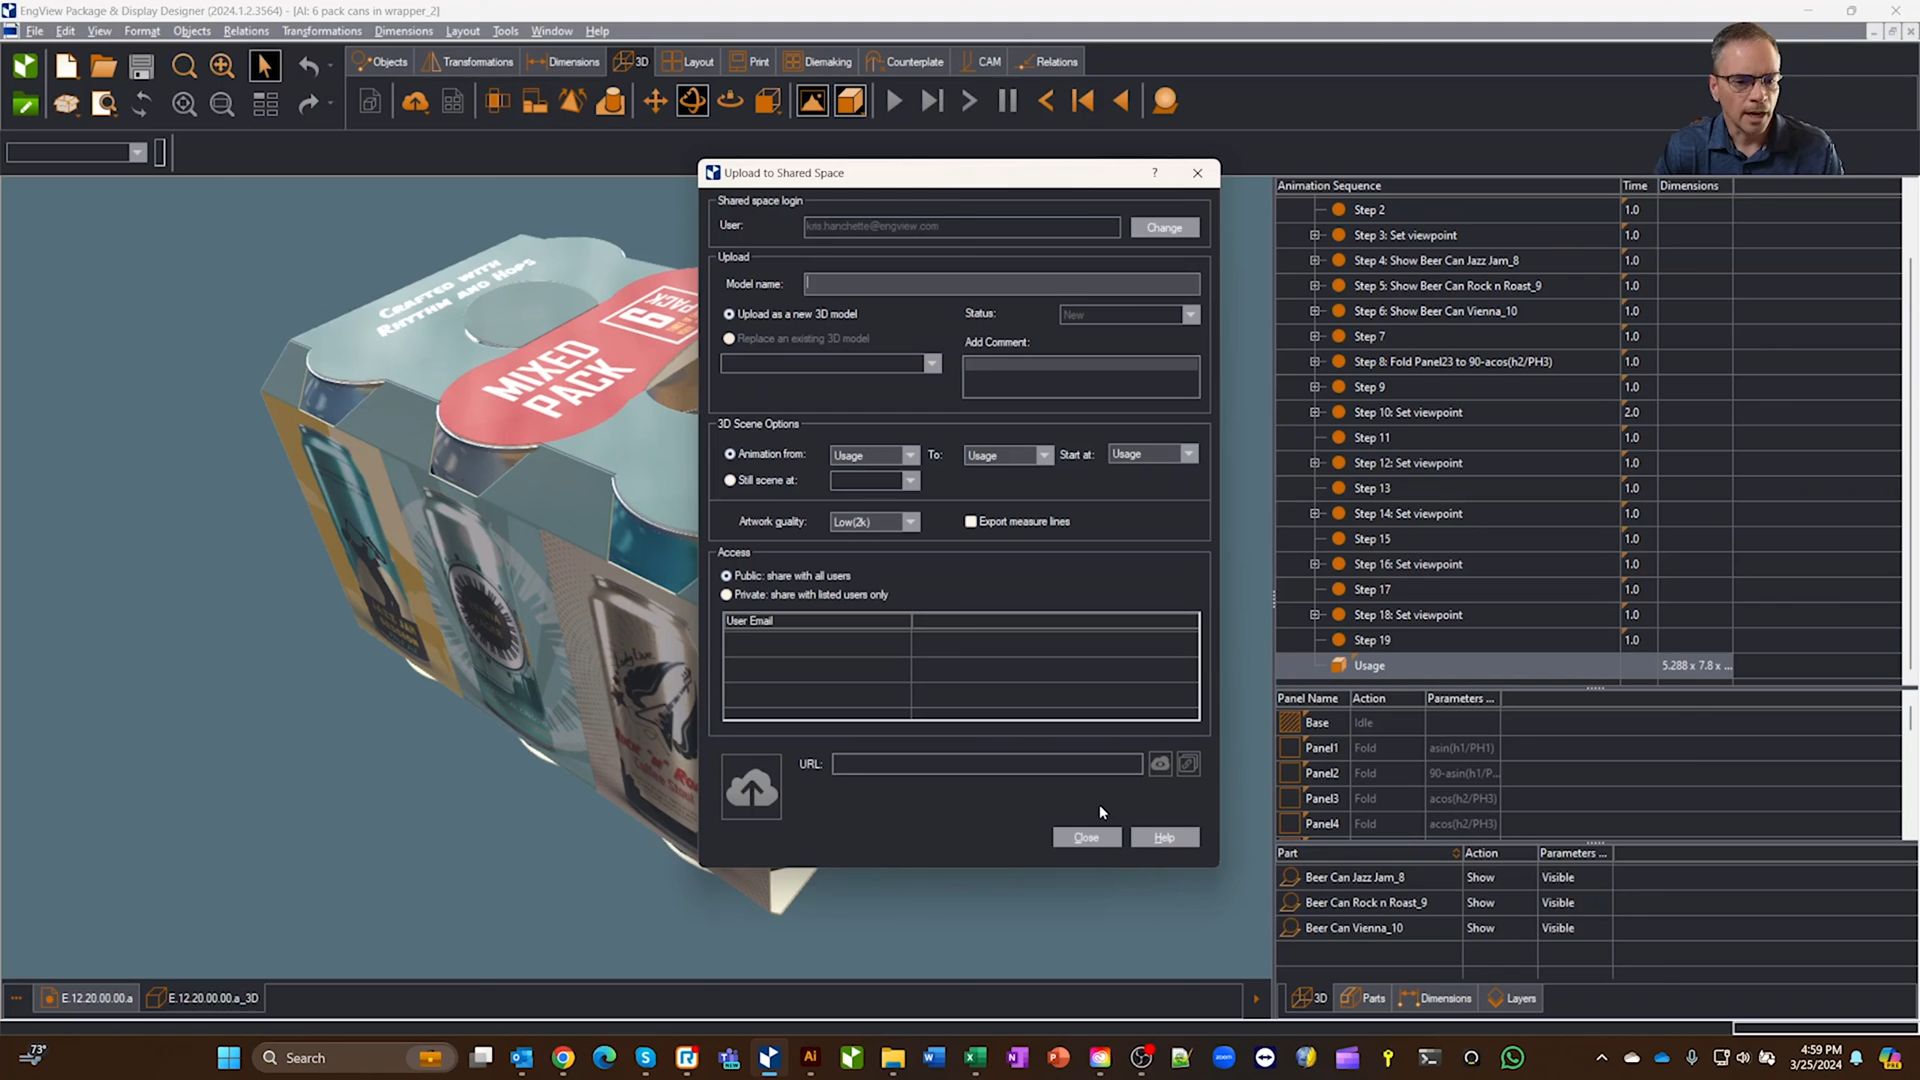 EngView Package & Display Designer (2024.1.2.3564) - [AI: 6 pack cans in wrapper_2]
File Edit View Format Objects Relations Transformations Dimensions Layout Tools Window Help
Objects Transformations Dimensions 3D Layout Print Diemaking Counterplate CAM Relations
Upload to Shared Space
Shared space login
User: kris.hanchette@engview.com Change
Upload
Model name:
Upload as a new 3D model Status: New
Replace an existing 3D model Add Comment:
3D Scene Options
Animation from: Usage To: Usage Start at: Usage
Still scene at:
Artwork quality: Low(2k) Export measure lines
Access
Public: share with all users
Private: share with listed users only
User Email
URL:
Close Help
CRAFTED WITH
RHYTHM AND HOPS
MIXED
PACK
6
PACK
Animation Sequence Time Dimensions
Step 2 1.0
Step 3: Set viewpoint 1.0
Step 4: Show Beer Can Jazz Jam_8 1.0
Step 5: Show Beer Can Rock n Roast_9 1.0
Step 6: Show Beer Can Vienna_10 1.0
Step 7 1.0
Step 8: Fold Panel23 to 90-acos(h2/PH3) 1.0
Step 9 1.0
Step 10: Set viewpoint 2.0
Step 11 1.0
Step 12: Set viewpoint 1.0
Step 13 1.0
Step 14: Set viewpoint 1.0
Step 15 1.0
Step 16: Set viewpoint 1.0
Step 17 1.0
Step 18: Set viewpoint 1.0
Step 19 1.0
Usage 5.288 x 7.8 x ...
Panel Name Action Parameters ...
Base Idle
Panel1 Fold asin(h1/PH1)
Panel2 Fold 90-asin(h1/P...
Panel3 Fold acos(h2/PH3)
Panel4 Fold acos(h2/PH3)
Part Action Parameters ...
Beer Can Jazz Jam_8 Show Visible
Beer Can Rock n Roast_9 Show Visible
Beer Can Vienna_10 Show Visible
E.12.20.00.00.a E.12.20.00.00.a_3D
3D Parts Dimensions Layers
73°
Search
4:59 PM
3/25/2024